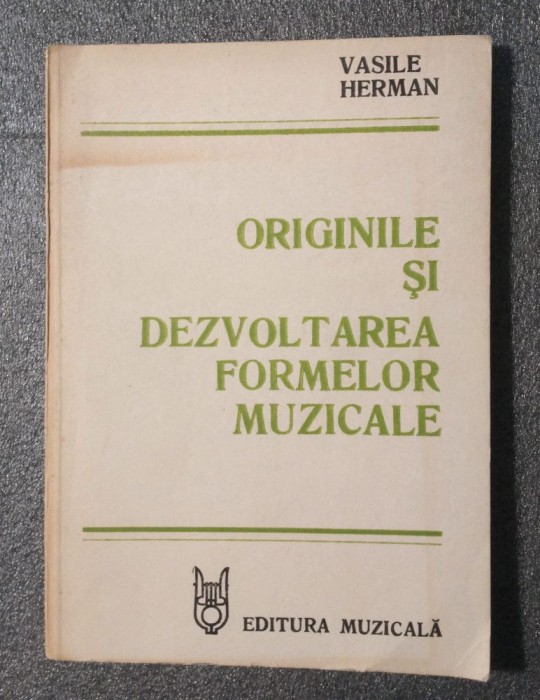 VASILE
HERMAN
ORIGINILE
ŞI
DEZVOLTAREA
FORMELOR
MUZICALE
EDITURA MUZICALĂ